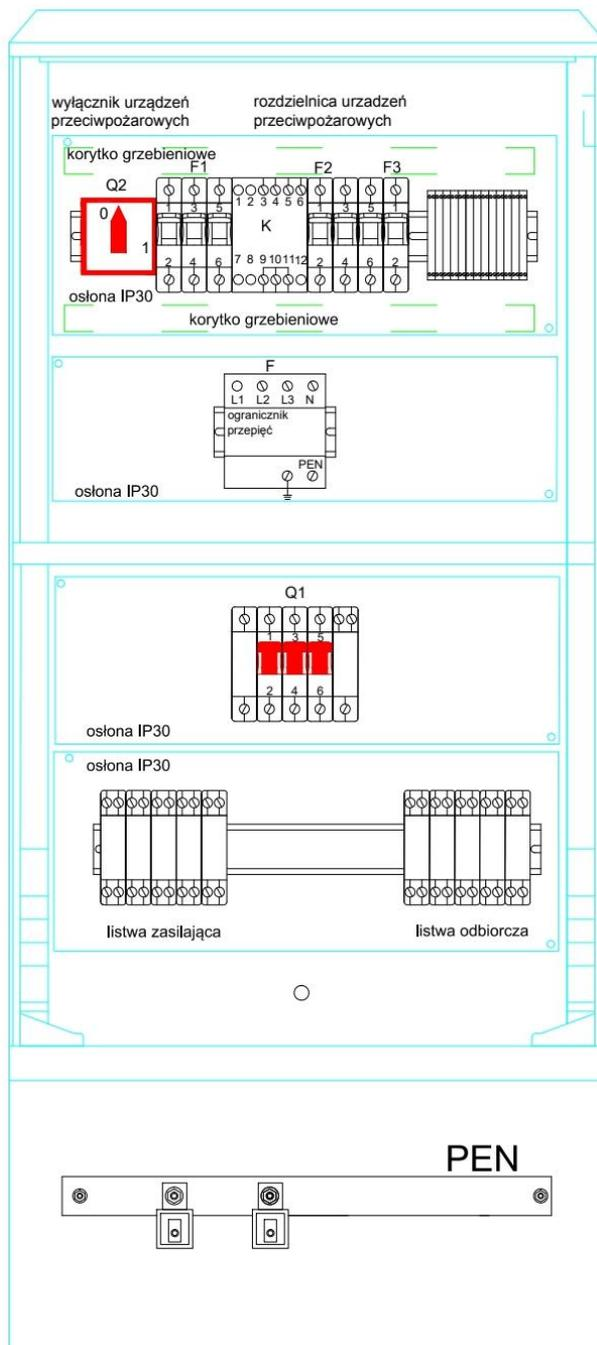 wyłącznik urządzeń
przeciwpożarowych
rozdzielnica urzadzeń
przeciwpożarowych
korytko grzebieniowe
F1
F2
F3
Q2
0
1
1 3 5
1 2 3 4 5 6
1 3 5
1
K
2 4 6
7 8 9 10 11 12
2 4 6
2
osłona IP30
korytko grzebieniowe
F
L1 L2 L3 N
ogranicznik
przepięć
PEN
osłona IP30
Q1
1 3 5
2 4 6
osłona IP30
osłona IP30
listwa zasilająca
listwa odbiorcza
PEN